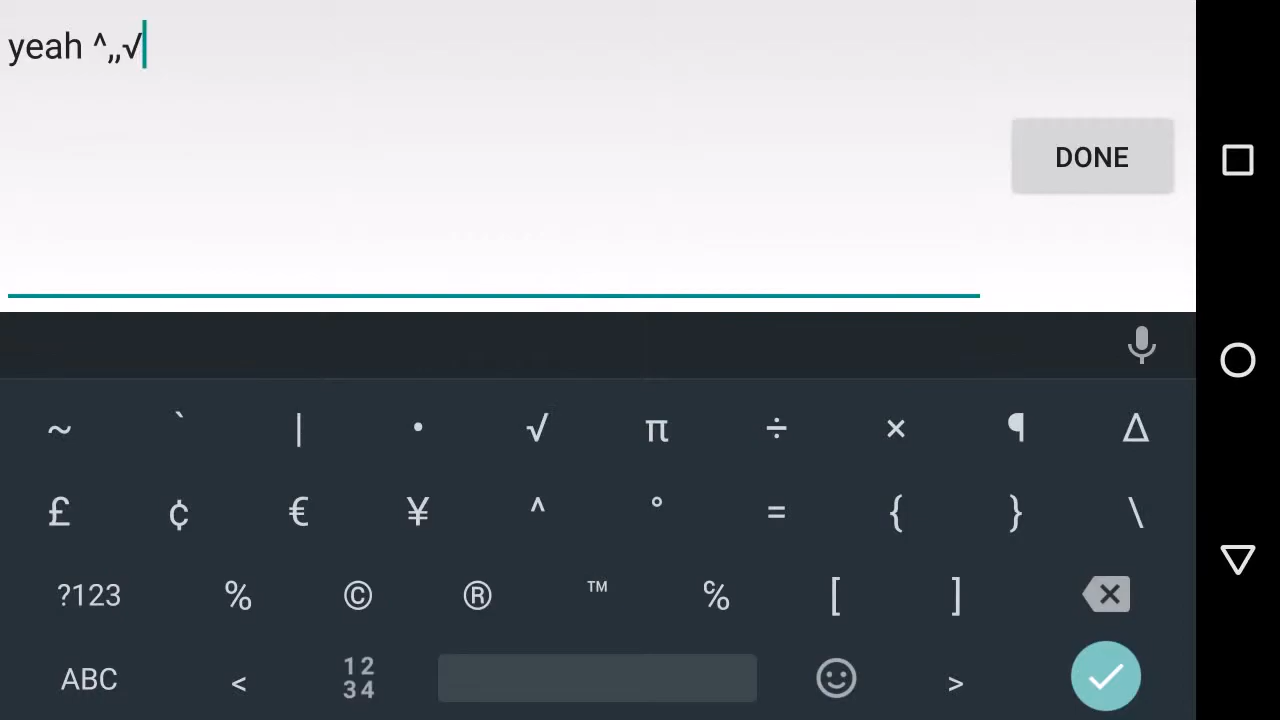 yeah ^,,√
DONE
~ ` | • √ π ÷ × ¶ Δ
£ ¢ € ¥ ^ ° = { } \
?123 % © ® ™ ℅ [ ]
ABC < 12 34 >